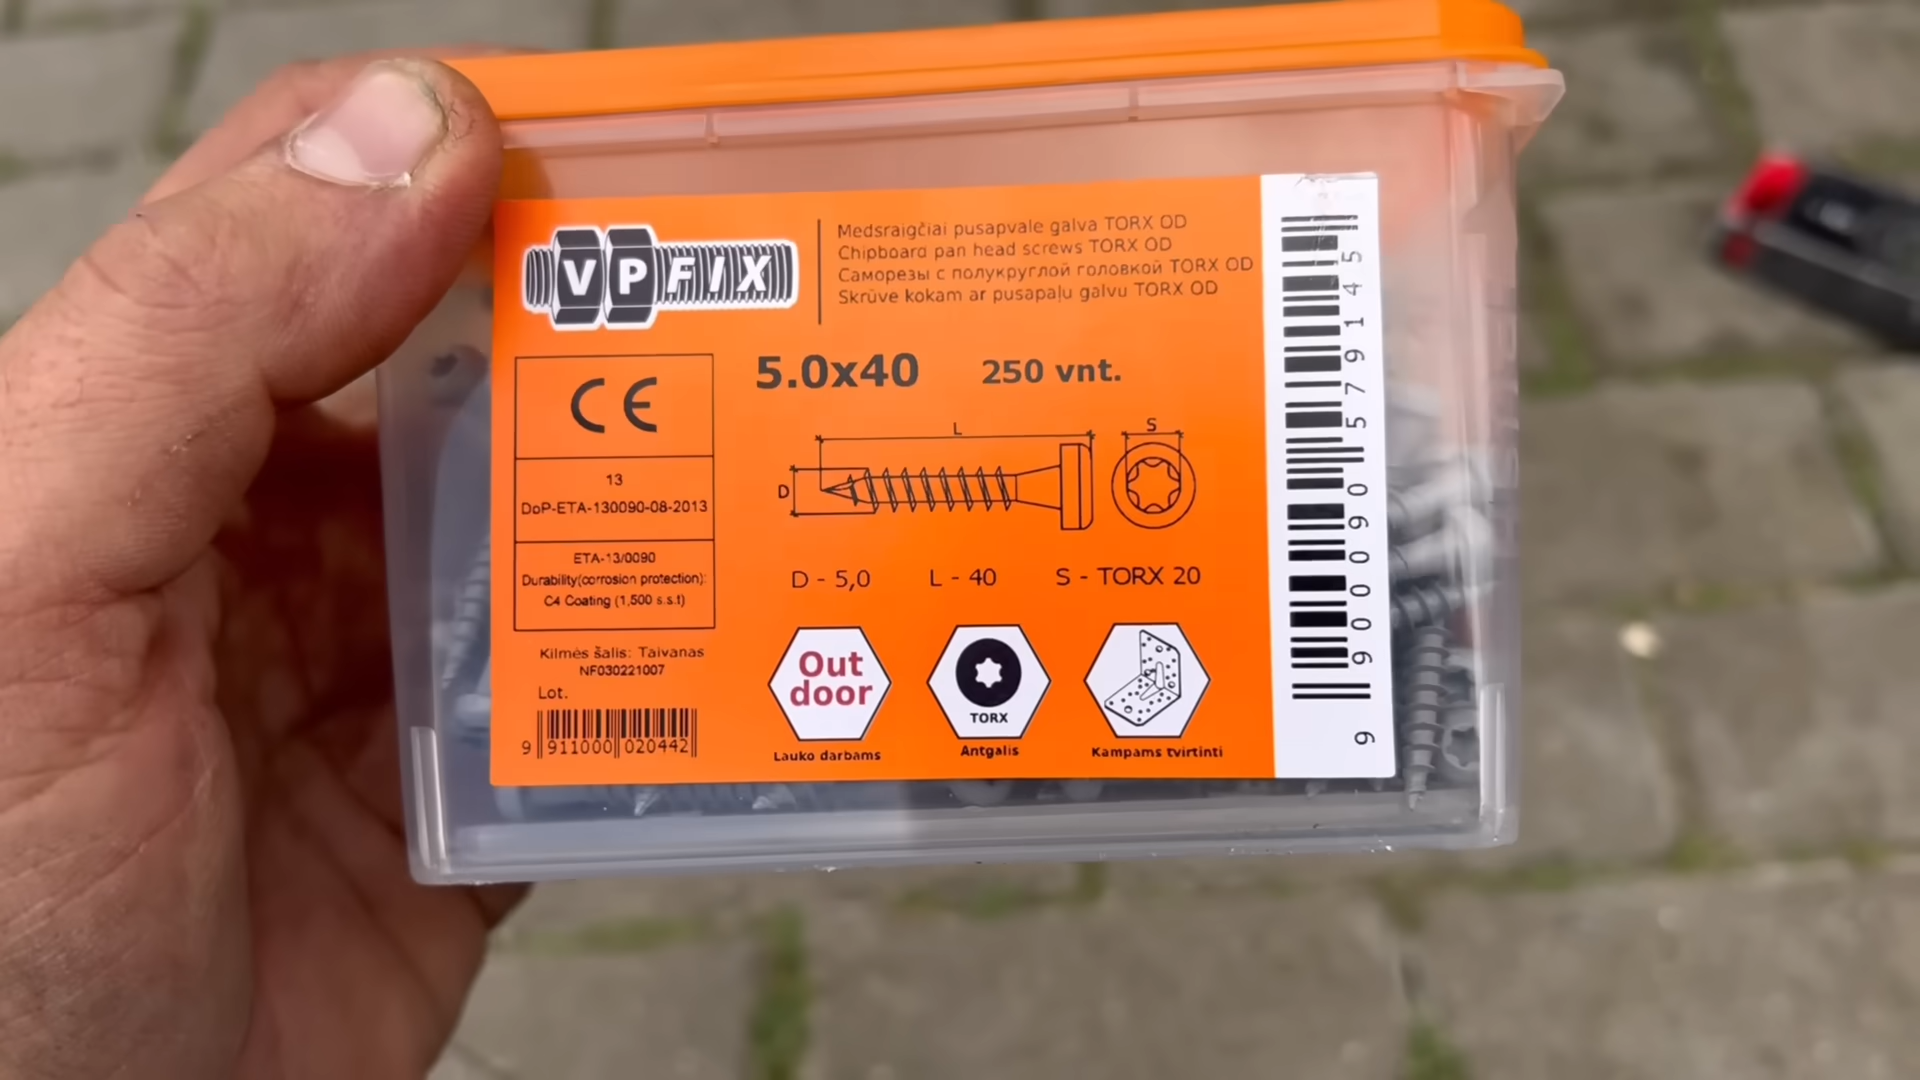 VPFIX
Medsraigčiai pusapvale galva TORX OD
Chipboard pan head screws TORX OD
Саморезы с полукруглой головкой TORX OD
Skrūve kokam ar pusapaļu galvu TORX OD
5.0x40 250 vnt.
CE
13
DoP-ETA-130090-08-2013
ETA-13/0090
Durability(corrosion protection):
C4 Coating (1,500 s.s.t)
Kilmės šalis: Taivanas
NF030221007
Lot.
9 911000 020442
L
S
D
D - 5,0 L - 40 S - TORX 20
Out
door
TORX
Lauko darbams Antgalis Kampams tvirtinti
9 900090 579145